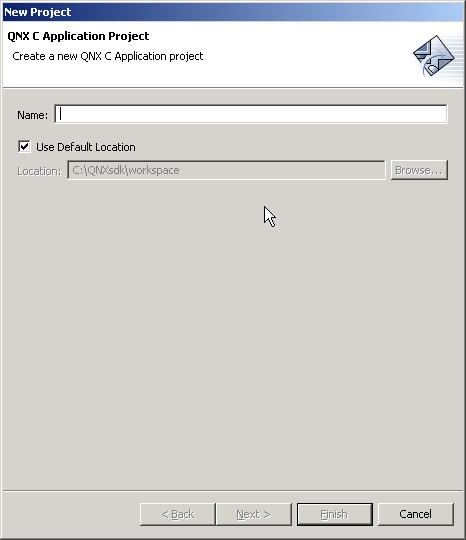 New Project
QNX C Application Project
Create a new QNX C Application project
Name:
Use Default Location
Location: C:\QNXsdk\workspace Browse...
< Back Next > Finish Cancel